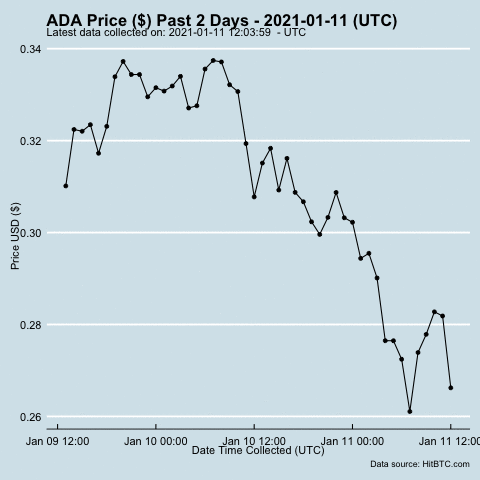 ADA Price ($) Past 2 Days - 2021-01-11 (UTC)
Latest data collected on: 2021-01-11 12:03:59 - UTC
0.34
0.32
0.30
0.28
0.26
Price USD ($)
Jan 09 12:00 Jan 10 00:00 Jan 10 12:00 Jan 11 00:00 Jan 11 12:00
Date Time Collected (UTC)
Data source: HitBTC.com